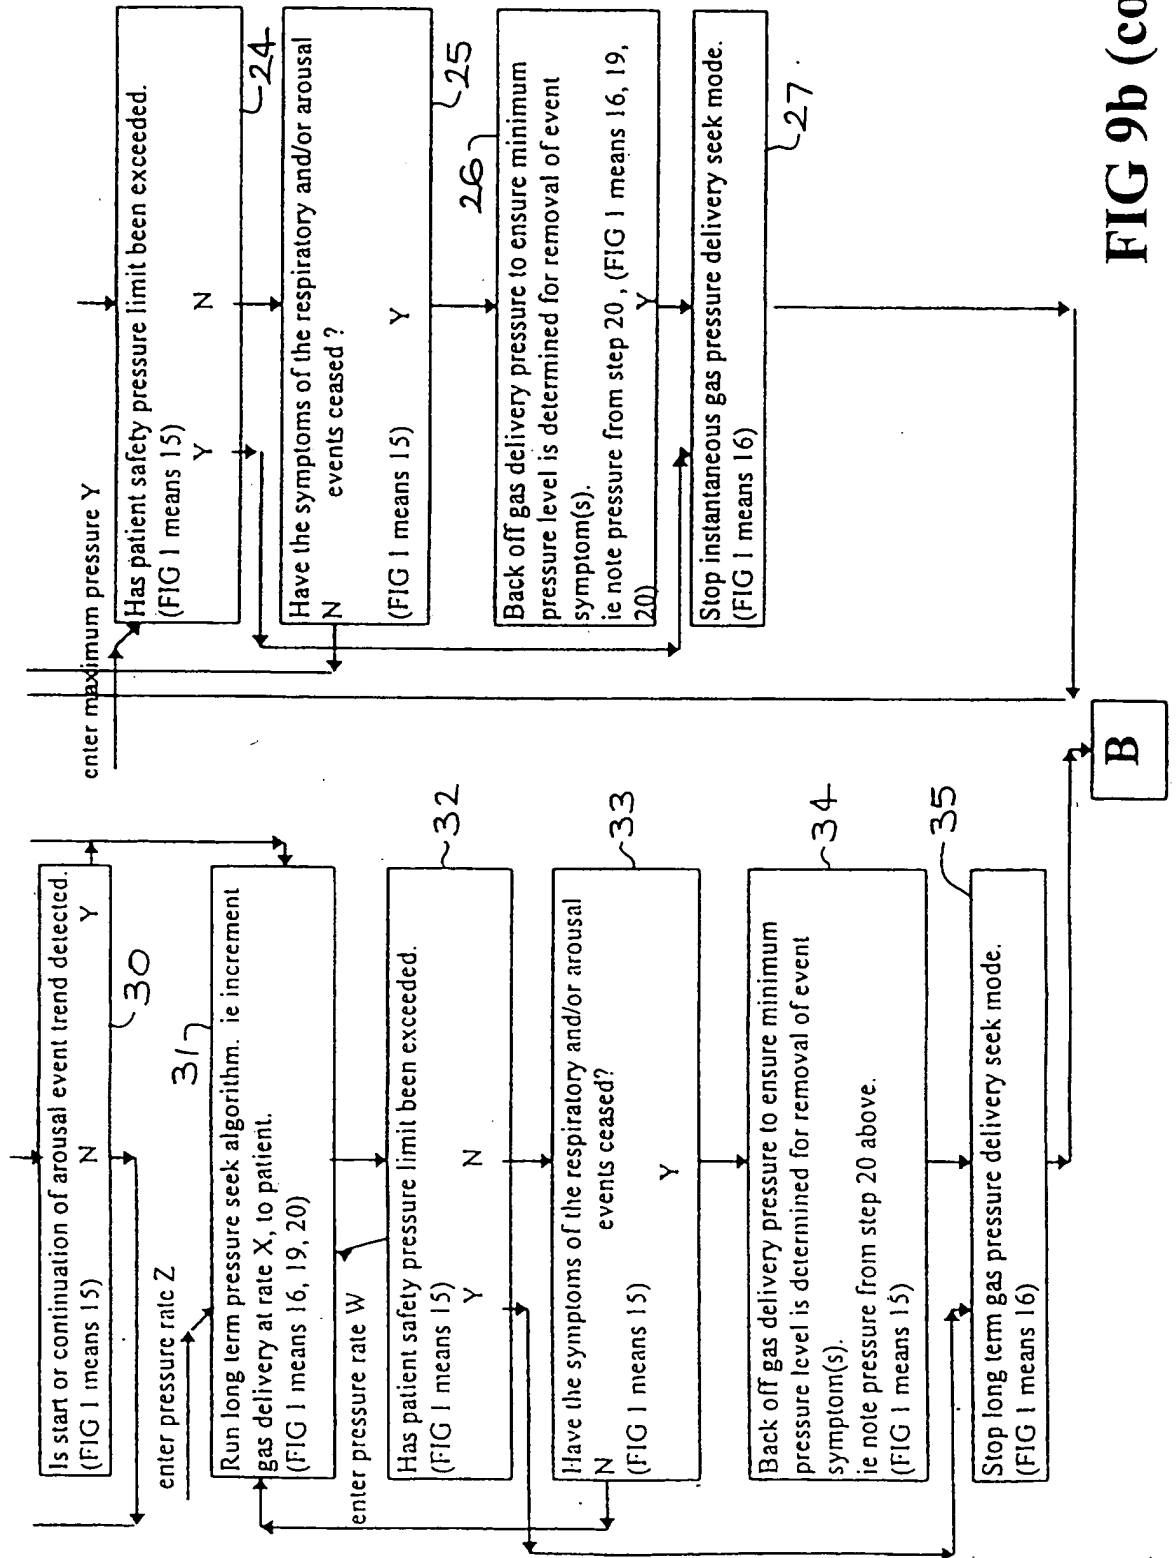 Is start or continuation of arousal event trend detected.
(FIG 1 means 15)
N
Y
30
enter pressure rate Z
31
Run long term pressure seek algorithm. ie increment
gas delivery at rate X, to patient.
(FIG 1 means 16, 19, 20)
enter pressure rate W
Has patient safety pressure limit been exceeded.
(FIG 1 means 15)
Y
N
32
Have the symptoms of the respiratory and/or arousal
N
events ceased?
(FIG 1 means 15)
Y
33
Back off gas delivery pressure to ensure minimum
pressure level is determined for removal of event
symptom(s).
ie note pressure from step 20 above.
(FIG 1 means 15)
34
Stop long term gas pressure delivery seek mode.
(FIG 1 means 16)
35
enter maximum pressure Y
Has patient safety pressure limit been exceeded.
(FIG 1 means 15)
Y
N
24
Have the symptoms of the respiratory and/or arousal
N
events ceased ?
(FIG 1 means 15)
Y
25
26
Back off gas delivery pressure to ensure minimum
pressure level is determined for removal of event
symptom(s).
ie note pressure from step 20 , (FIG 1 means 16, 19,
20)
Y
Stop instantaneous gas pressure delivery seek mode.
(FIG 1 means 16)
27
B
FIG 9b (co